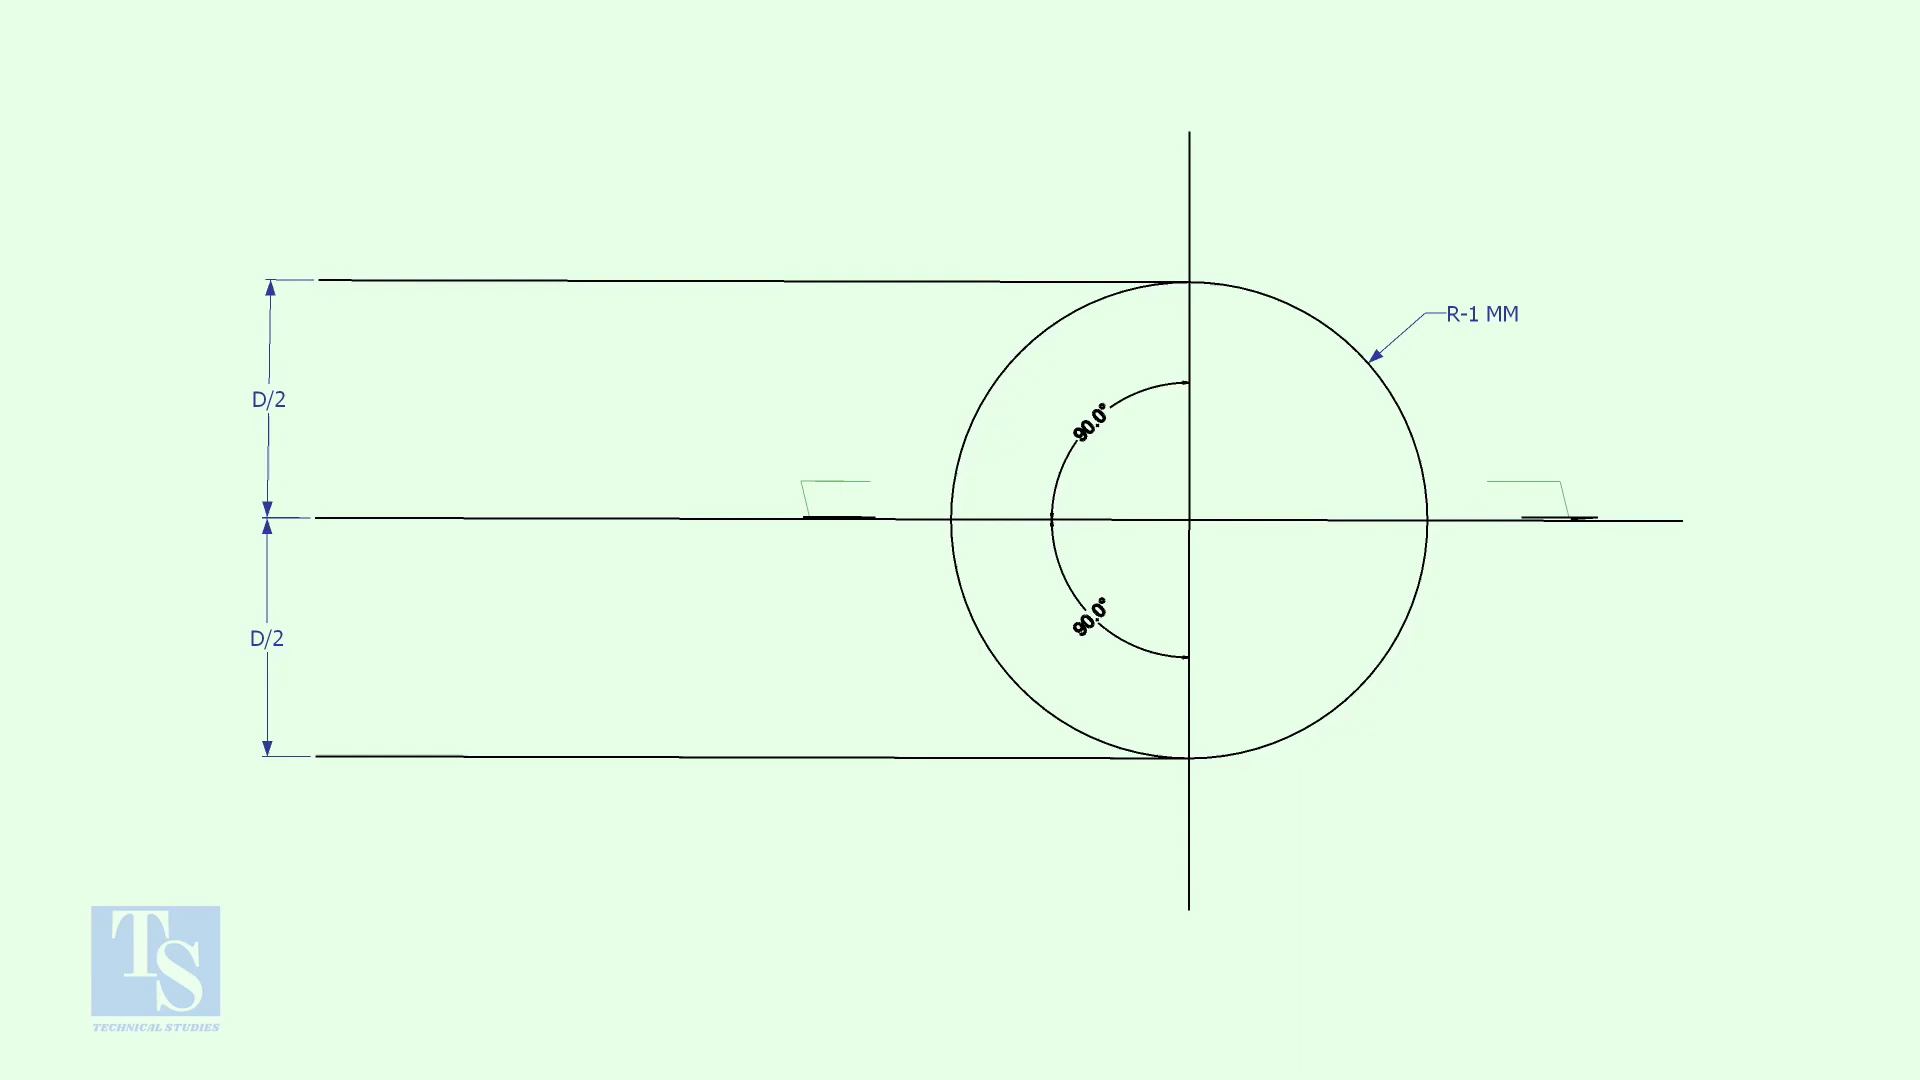 R-1 MM
D/2
90.0°
90.0°
D/2
TS
TECHNICAL STUDIES